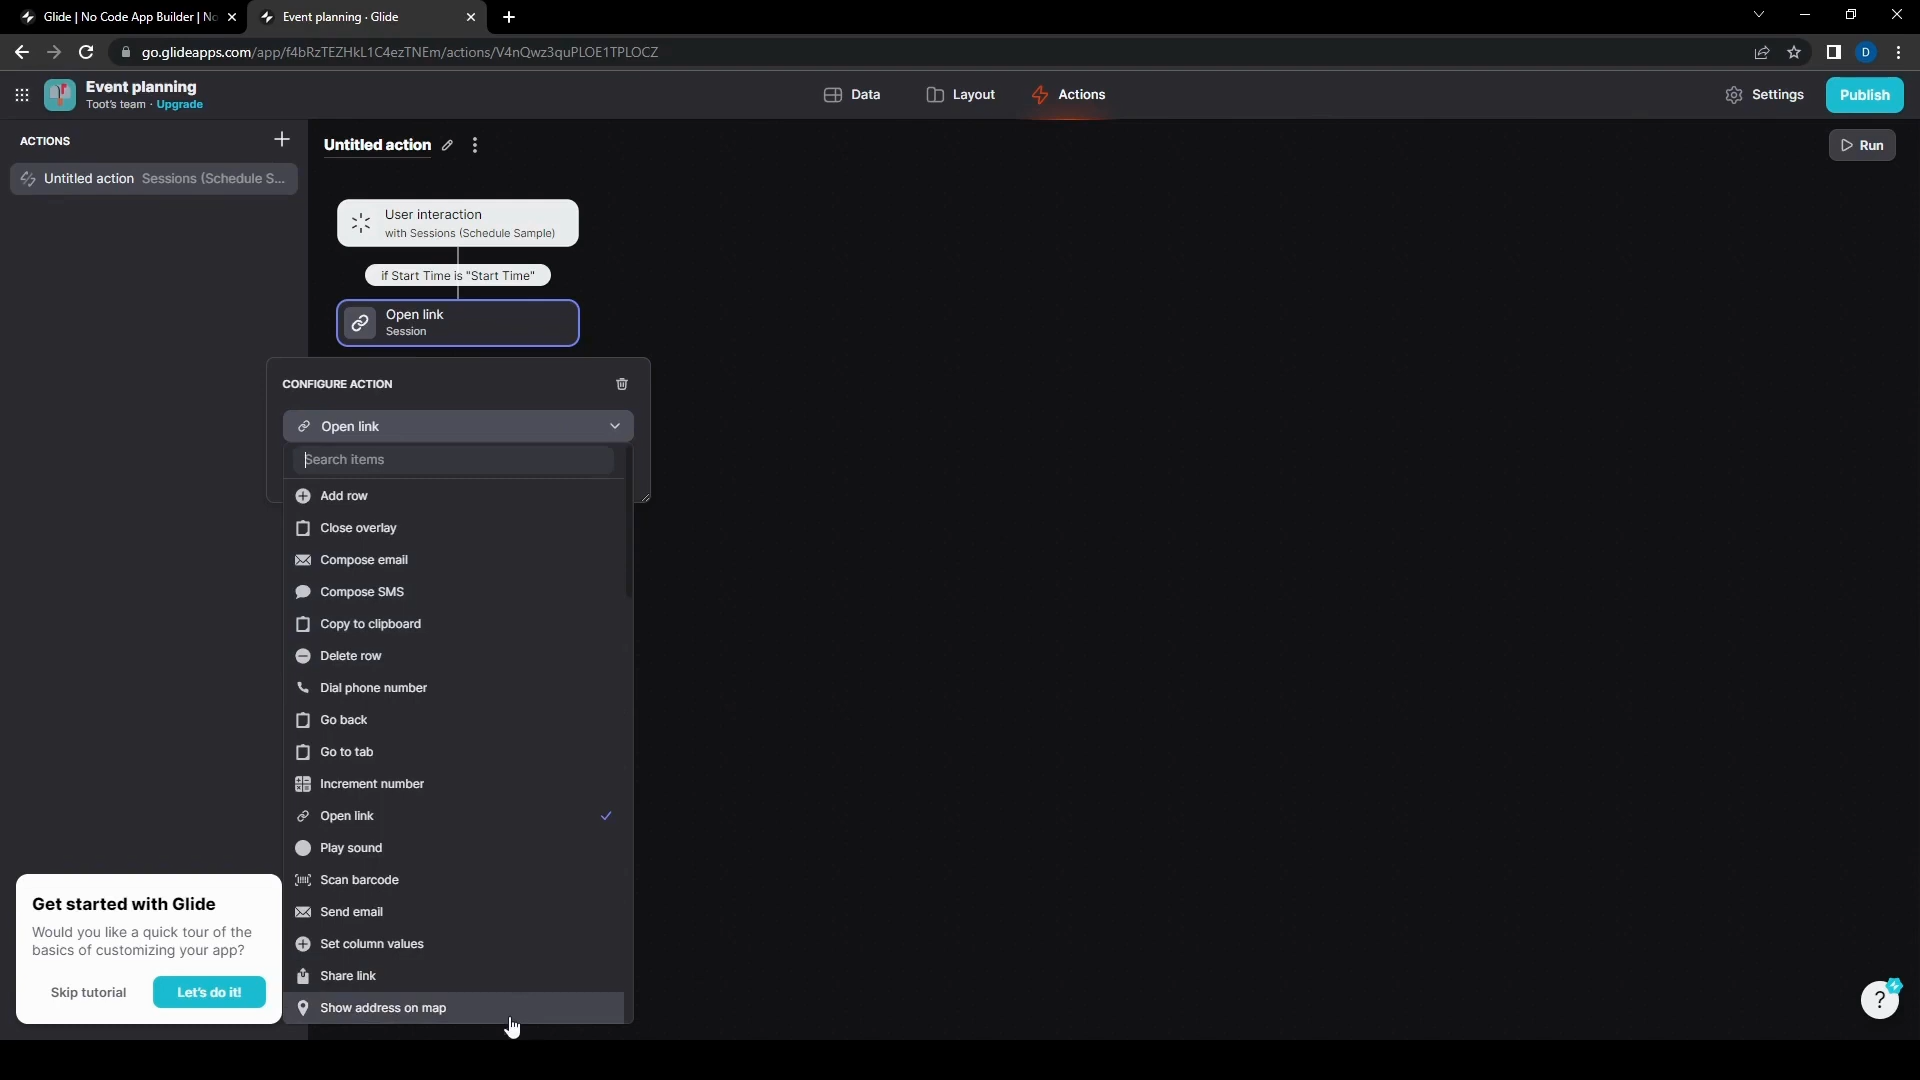 Glide | No Code App Builder | No
Event planning · Glide
go.glideapps.com/app/f4bRzTEZHkL1C4ezTNEm/actions/V4nQwz3quPLOE1TPLOCZ
D
Event planning
Toot's team · Upgrade
Data
Layout
Actions
Settings
Publish
ACTIONS
Untitled action Sessions (Schedule S...
Untitled action
Run
User interaction
with Sessions (Schedule Sample)
if Start Time is "Start Time"
Open link
Session
CONFIGURE ACTION
Open link
Search items
Add row
Close overlay
Compose email
Compose SMS
Copy to clipboard
Delete row
Dial phone number
Go back
Go to tab
Increment number
Open link
Play sound
Scan barcode
Send email
Set column values
Share link
Show address on map
Get started with Glide
Would you like a quick tour of the
basics of customizing your app?
Skip tutorial
Let's do it!
?